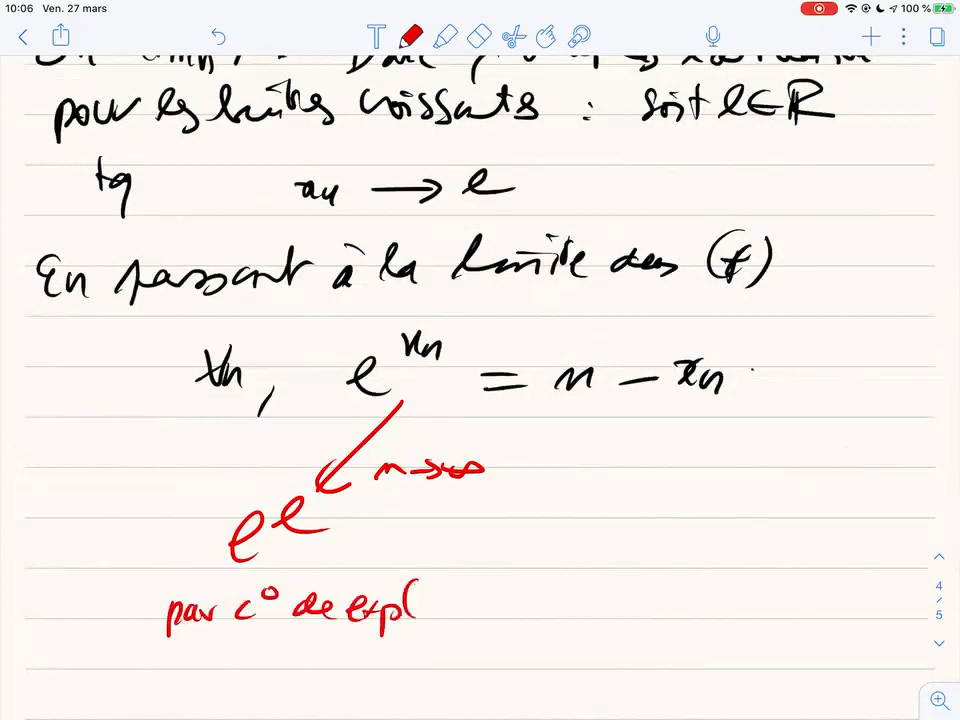 10:06 Ven. 27 mars
100 %
T
pour les limites croissantes : soit l ∈ ℝ
tq xn → l
En passant à la limite dans (*)
∀n, e^xn = n - xn
n→∞
e^l
par c° de exp(
4
/
5